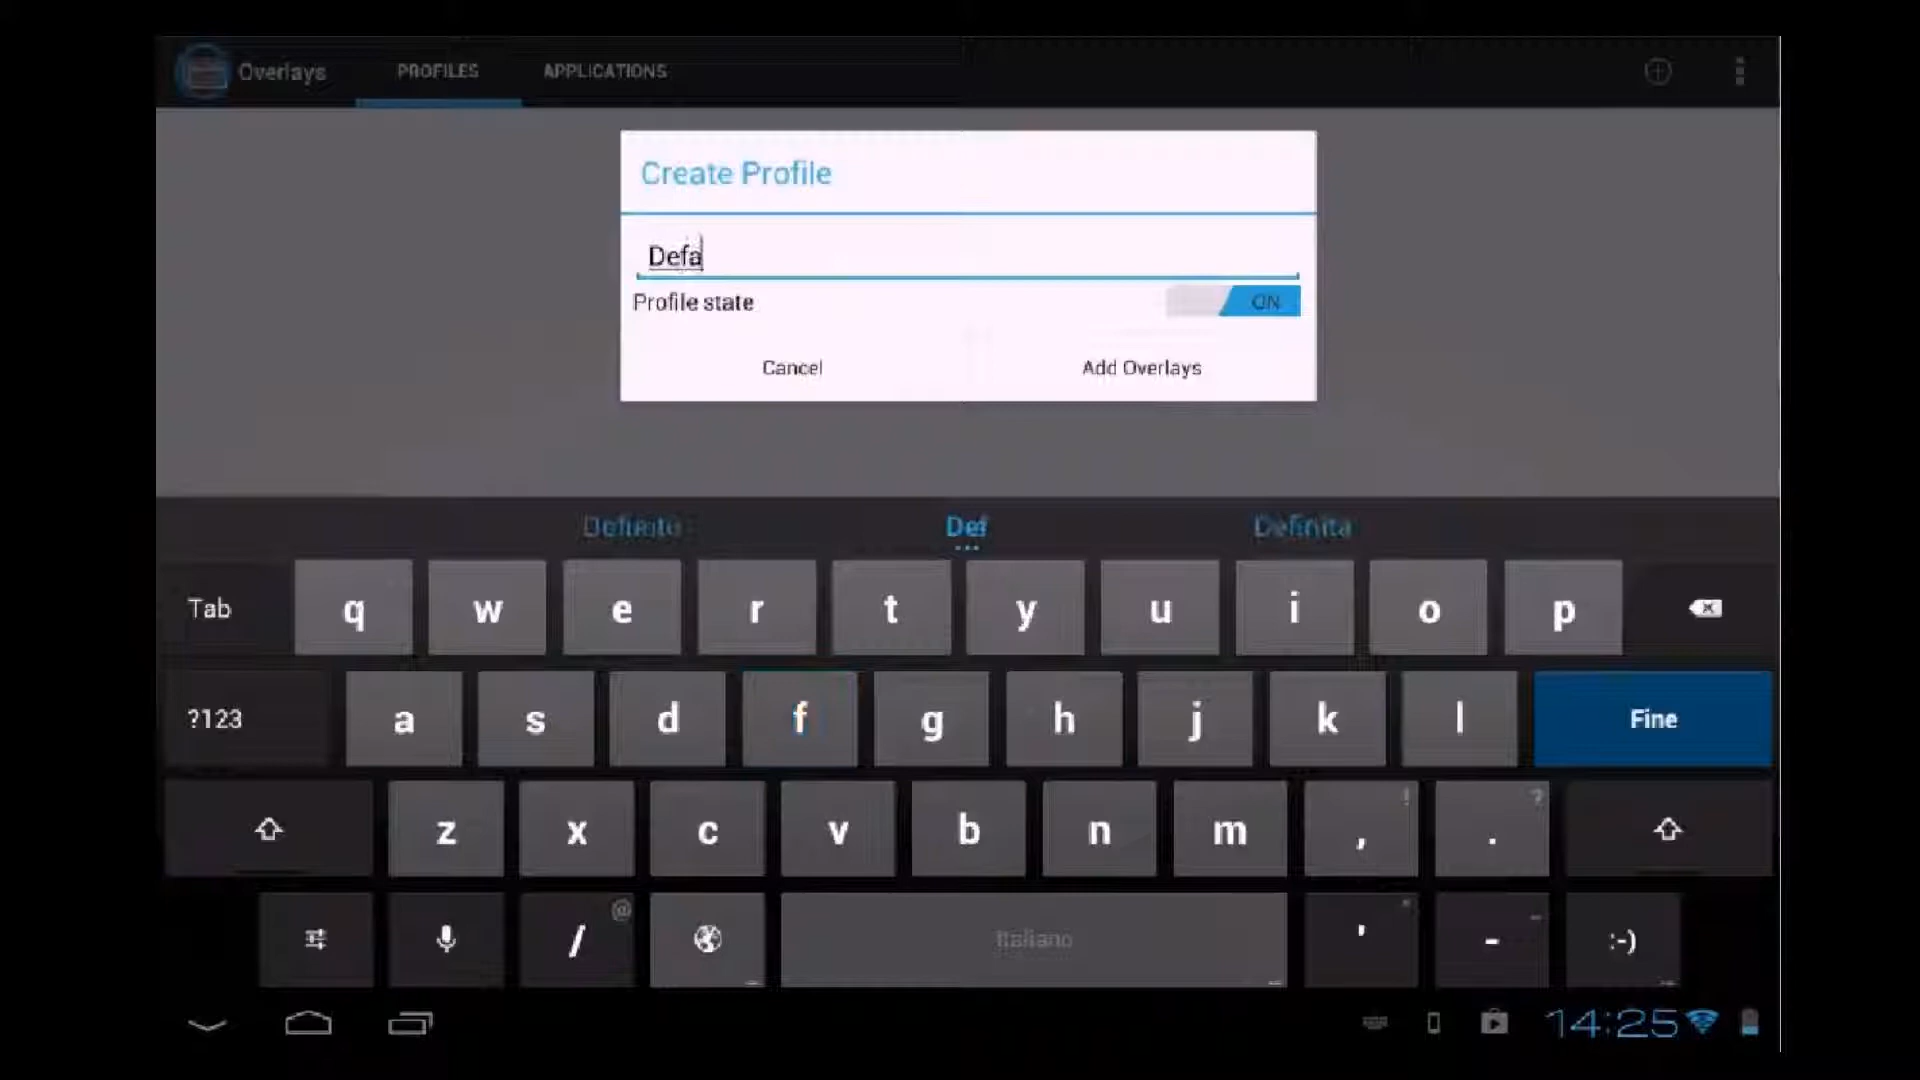 Overlays PROFILES APPLICATIONS
Create Profile
Defa
Profile state ON
Cancel Add Overlays
Definito Def Definita
Tab q w e r t y u i o p
?123 a s d f g h j k l Fine
z x c v b n m , ! . ?
/ @ Italiano ' - :-)
14:25